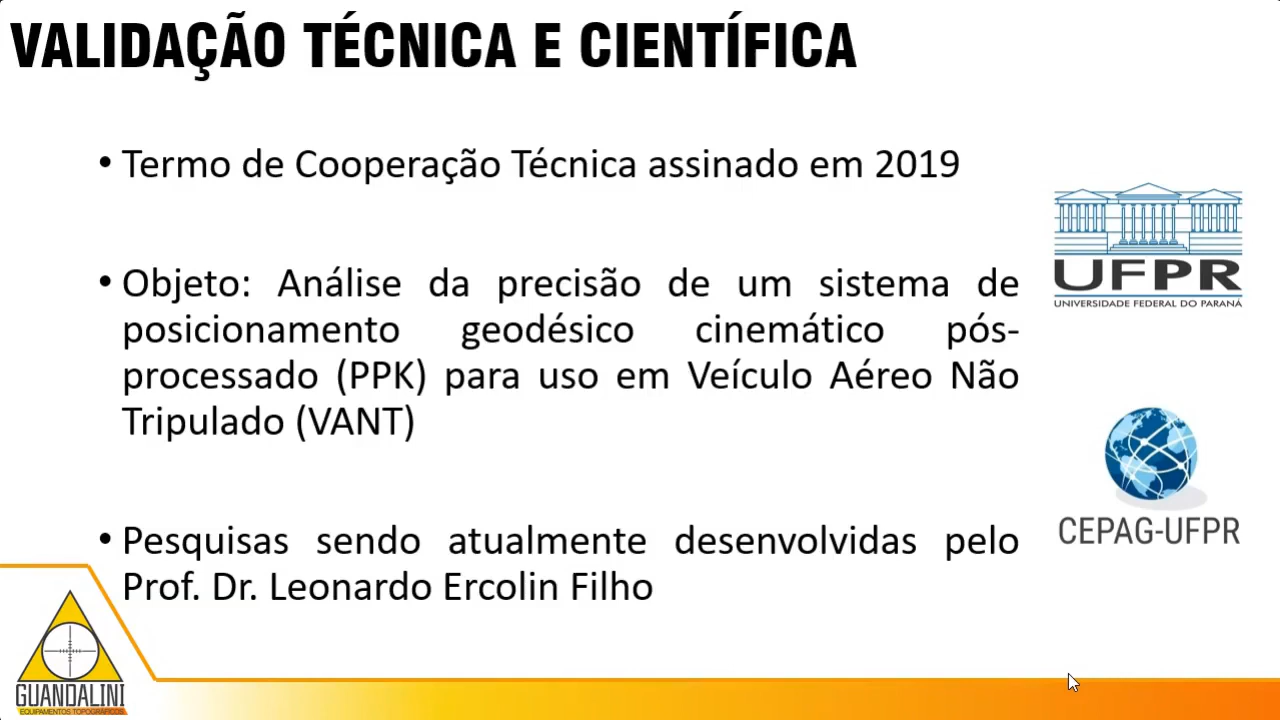 VALIDAÇÃO TÉCNICA E CIENTÍFICA
• Termo de Cooperação Técnica assinado em 2019
• Objeto: Análise da precisão de um sistema de
posicionamento geodésico cinemático pós-
processado (PPK) para uso em Veículo Aéreo Não
Tripulado (VANT)
• Pesquisas sendo atualmente desenvolvidas pelo
Prof. Dr. Leonardo Ercolin Filho
UFPR
UNIVERSIDADE FEDERAL DO PARANÁ
CEPAG-UFPR
GUANDALINI
EQUIPAMENTOS TOPOGRÁFICOS